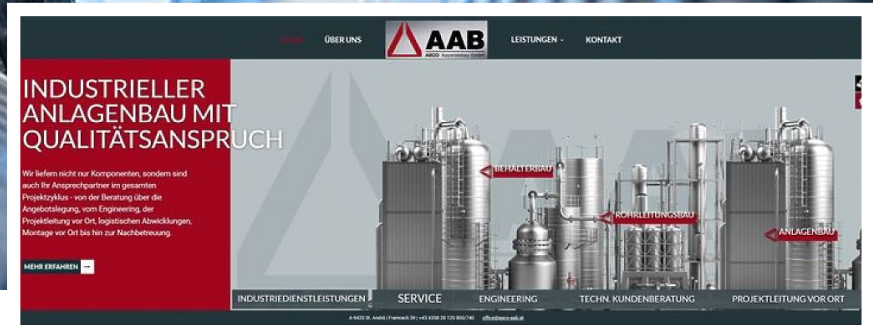 ÜBER UNS
AAB
LEISTUNGEN
KONTAKT
INDUSTRIELLER
ANLAGENBAU MIT
QUALITÄTSANSPRUCH
Wir liefern nicht nur Komponenten, sondern sind
auch Ihr Ansprechpartner im gesamten
Projektzyklus - von der Beratung über die
Angebotslegung, vom Engineering, der
Projektleitung vor Ort, logistischen Abwicklungen,
Montage vor Ort bis hin zur Nachbetreuung.
MEHR ERFAHREN →
BEHÄLTERBAU
ROHRLEITUNGSBAU
ANLAGENBAU
INDUSTRIEDIENSTLEISTUNGEN
SERVICE
ENGINEERING
TECHN. KUNDENBERATUNG
PROJEKTLEITUNG VOR ORT